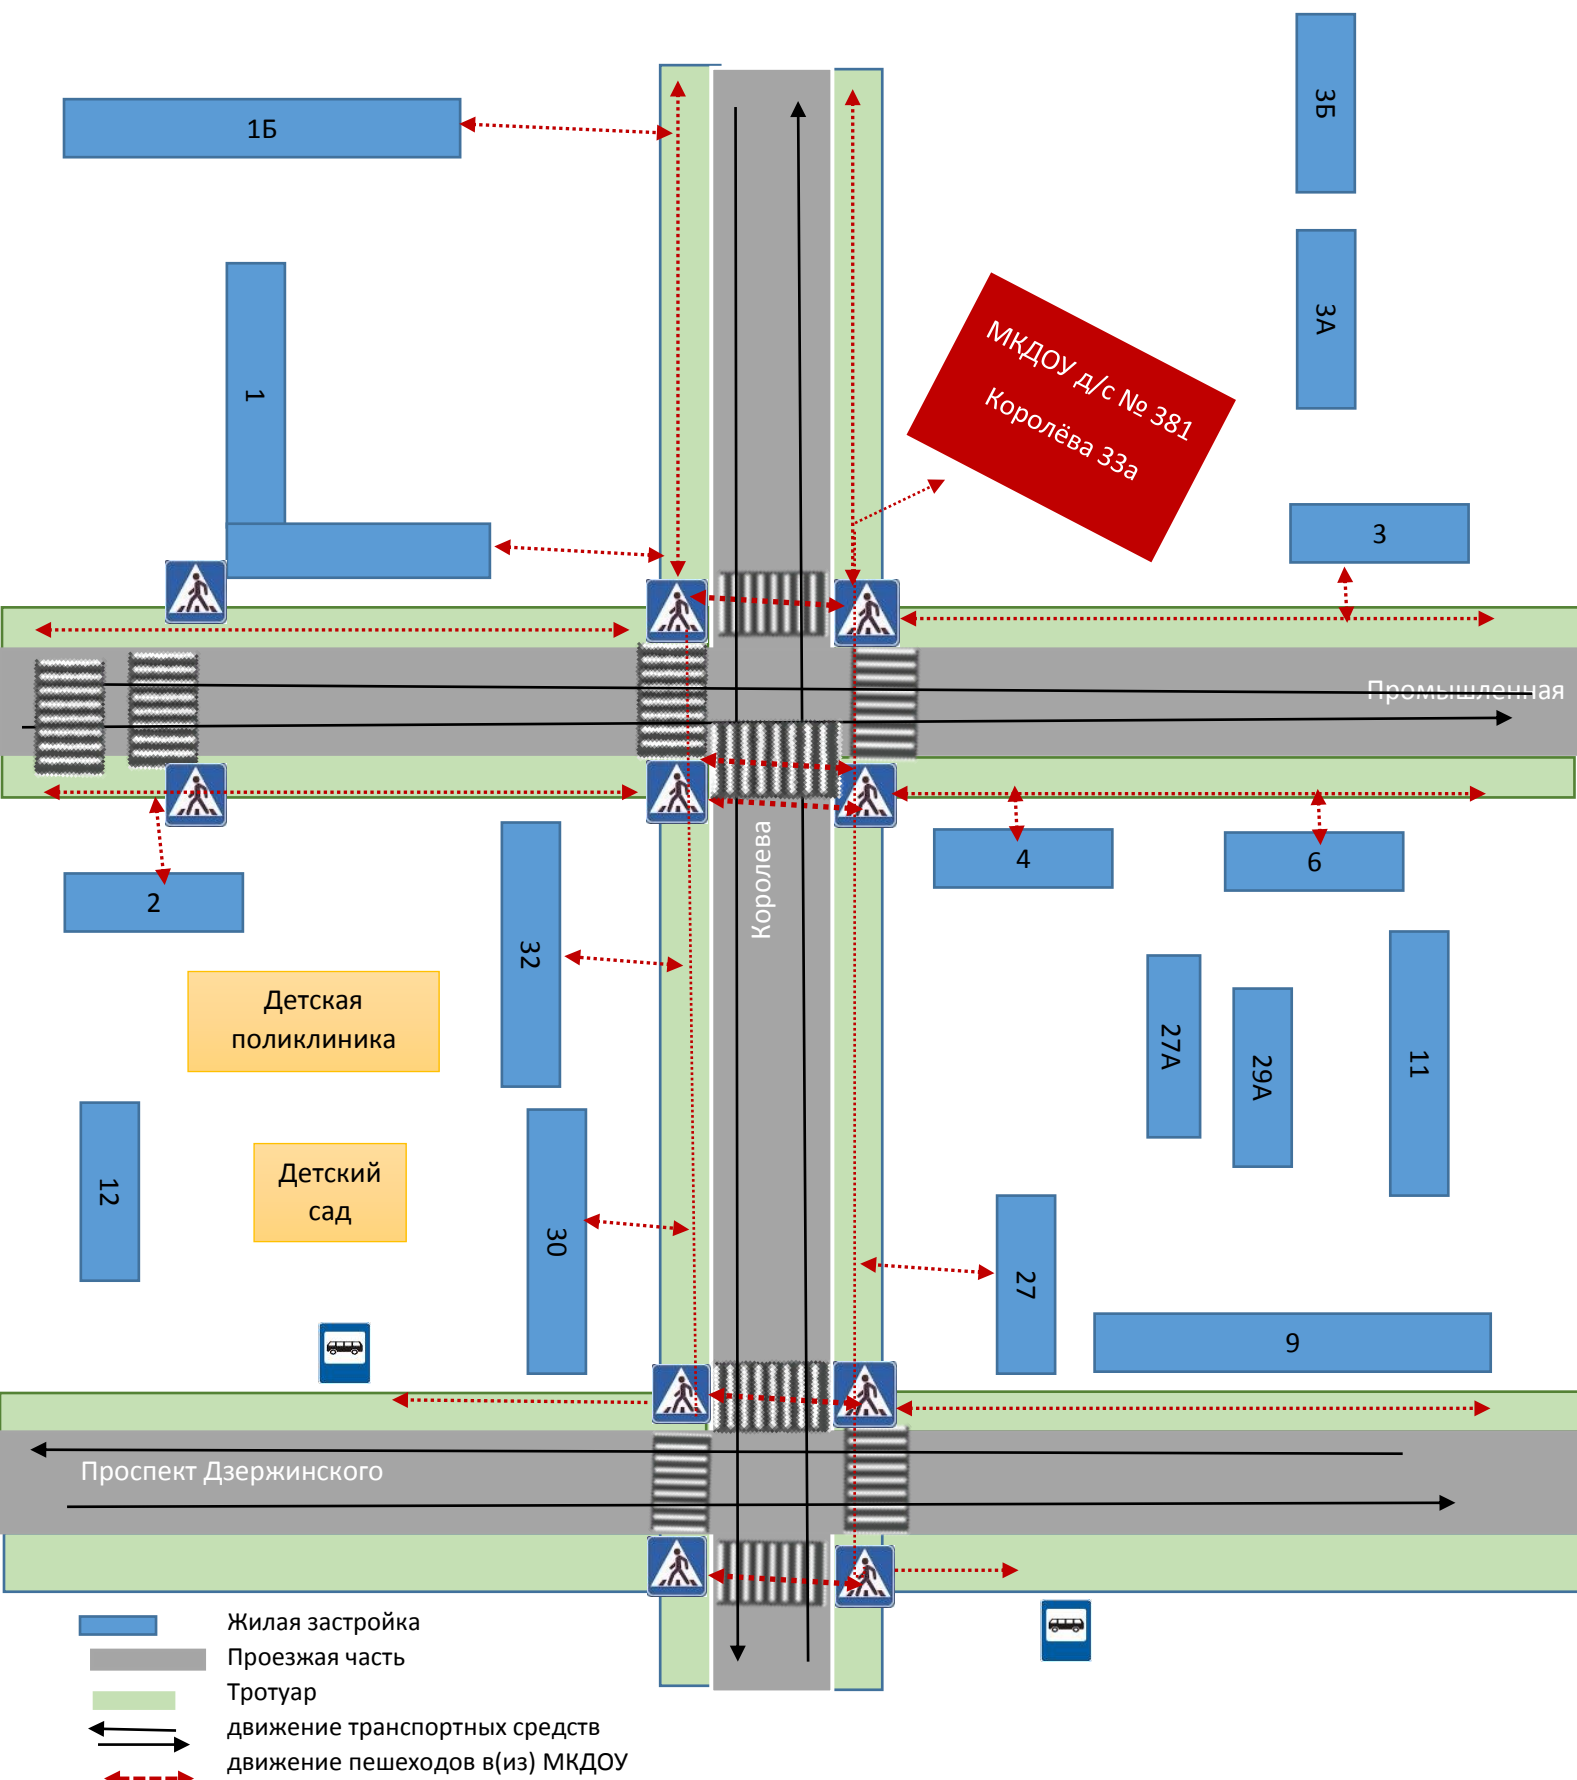 1Б
3Б
3А
1
МКДОУ д/с № 381
Королёва 33а
3
Промышленная
4
6
2
Королева
32
Детская
поликлиника
27А
29А
11
12
Детский
сад
30
27
9
Проспект Дзержинского
Жилая застройка
Проезжая часть
Тротуар
движение транспортных средств
движение пешеходов в(из) МКДОУ